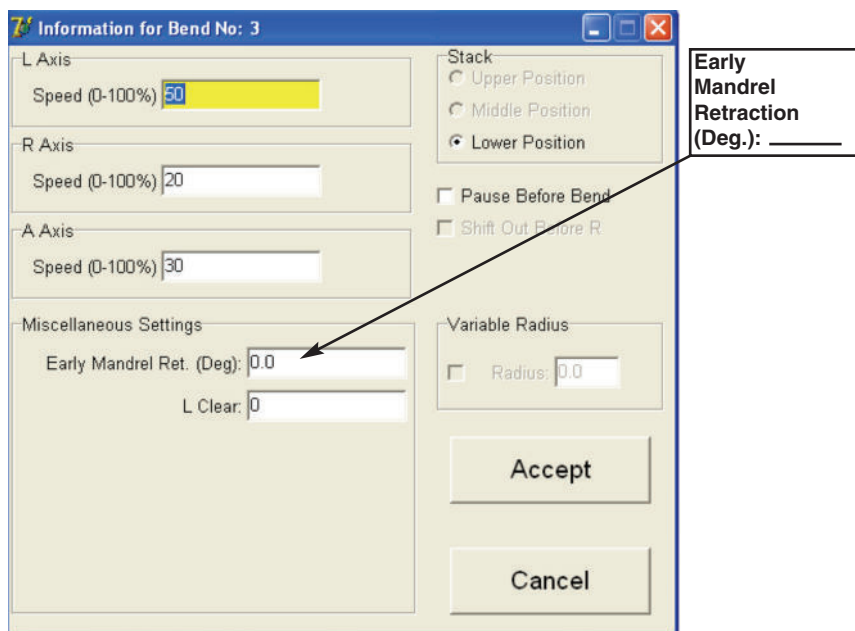 Information for Bend No: 3
L Axis
Speed (0-100%) 50
R Axis
Speed (0-100%) 20
A Axis
Speed (0-100%) 30
Miscellaneous Settings
Early Mandrel Ret. (Deg): 0.0
L Clear: 0
Stack
Upper Position
Middle Position
Lower Position
Pause Before Bend
Shift Out Before R
Variable Radius
Radius: 0.0
Accept
Cancel
Early
Mandrel
Retraction
(Deg.): ______